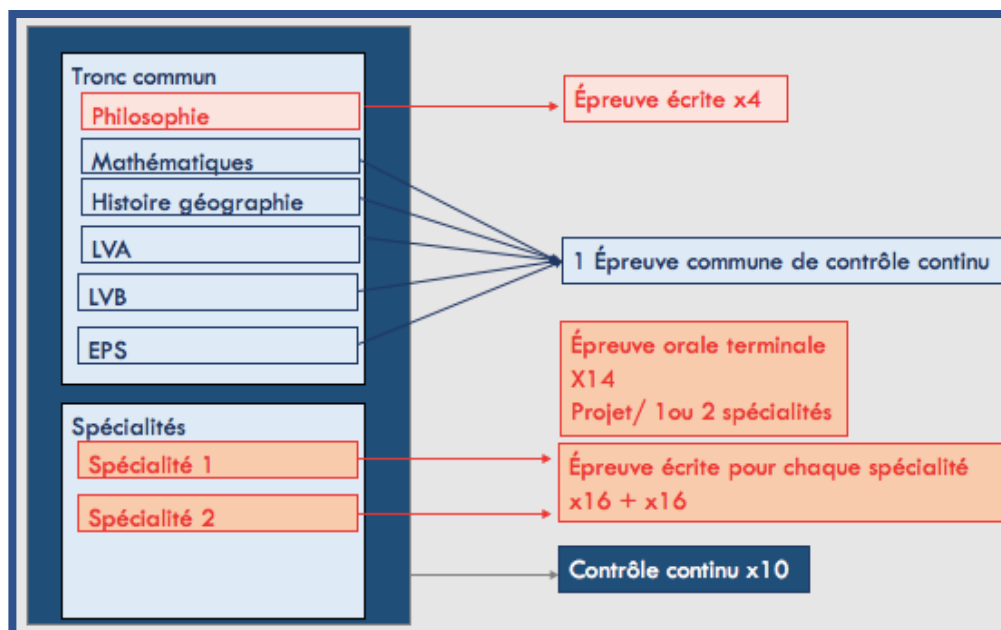 Tronc commun
Philosophie
Mathématiques
Histoire géographie
LVA
LVB
EPS
Spécialités
Spécialité 1
Spécialité 2
Épreuve écrite x4
1 Épreuve commune de contrôle continu
Épreuve orale terminale
X14
Projet/ 1ou 2 spécialités
Épreuve écrite pour chaque spécialité
x16 + x16
Contrôle continu x10